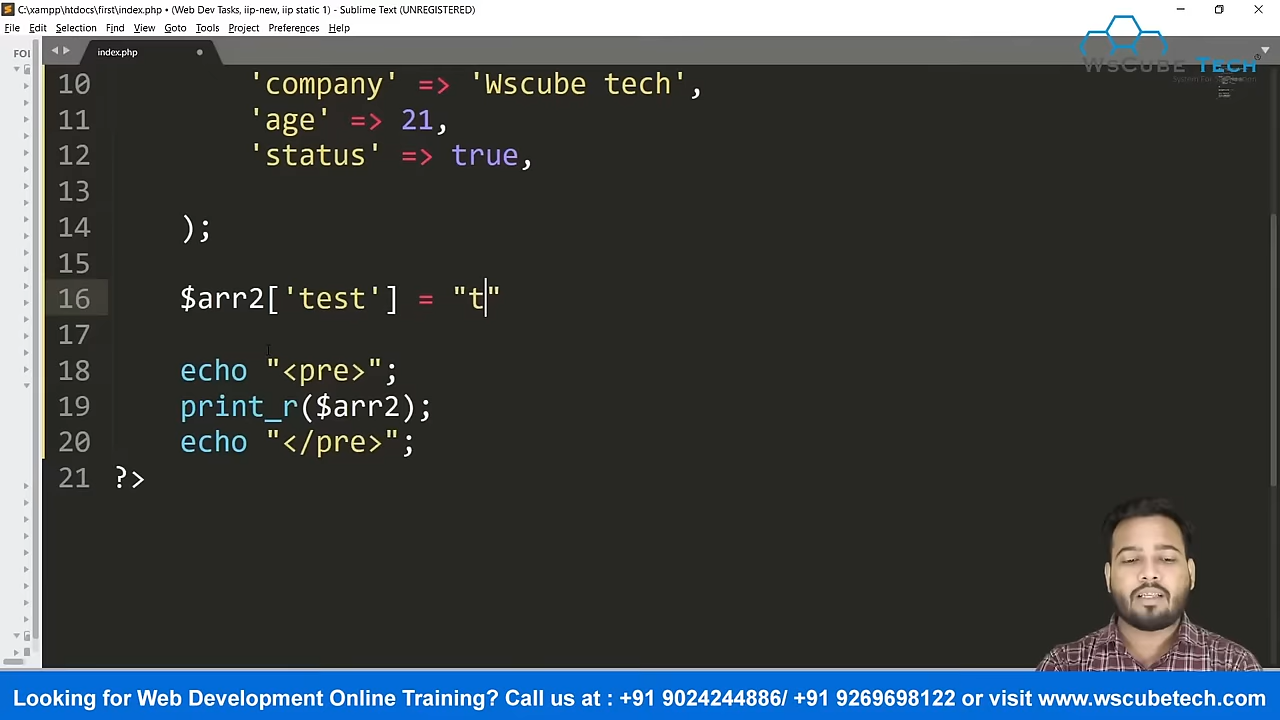 C:\xampp\htdocs\first\index.php • (Web Dev Tasks, iip-new, iip static 1) - Sublime Text (UNREGISTERED)
File Edit Selection Find View Goto Tools Project Preferences Help
FOL
index.php
WSCUBE TECH
10 'company' => 'Wscube tech',
11 'age' => 21,
12 'status' => true,
13
14 );
15
16 $arr2['test'] = "t"
17
18 echo "<pre>";
19 print_r($arr2);
20 echo "</pre>";
21 ?>
Looking for Web Development Online Training? Call us at : +91 9024244886/ +91 9269698122 or visit www.wscubetech.com